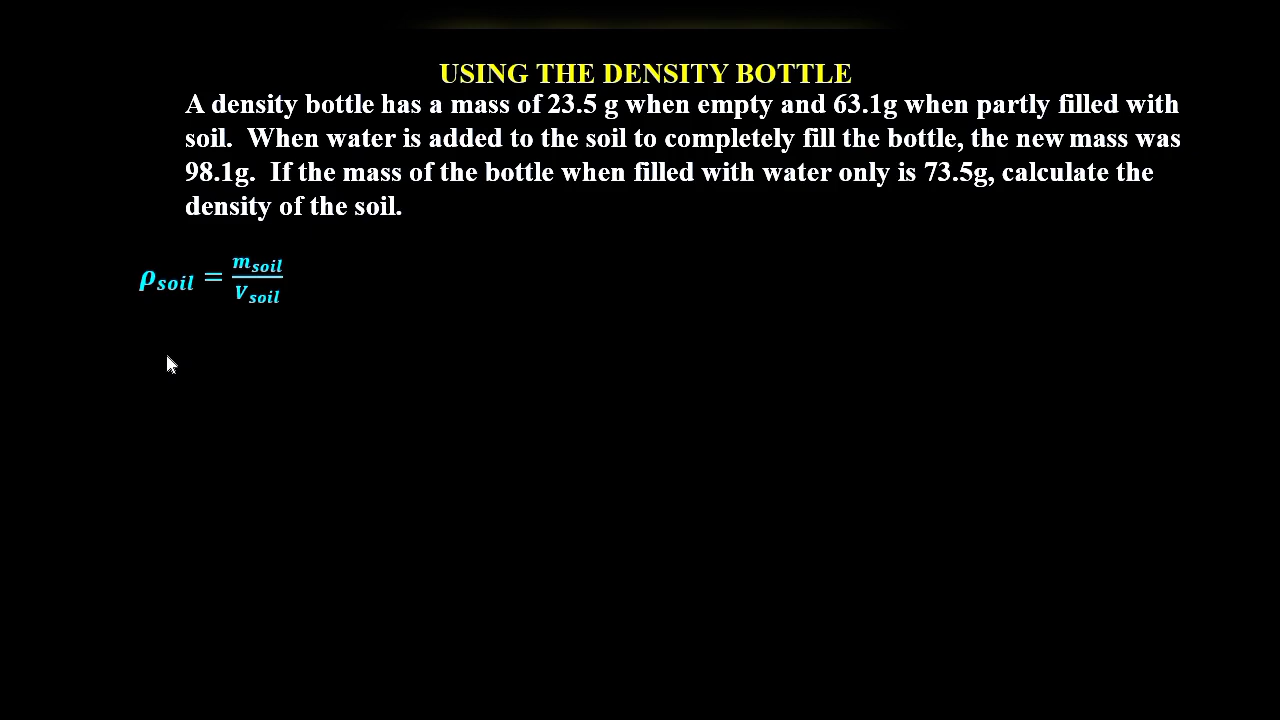 USING THE DENSITY BOTTLE
A density bottle has a mass of 23.5 g when empty and 63.1g when partly filled with
soil.  When water is added to the soil to completely fill the bottle, the new mass was
98.1g.  If the mass of the bottle when filled with water only is 73.5g, calculate the
density of the soil.
ρ_soil = m_soil / V_soil